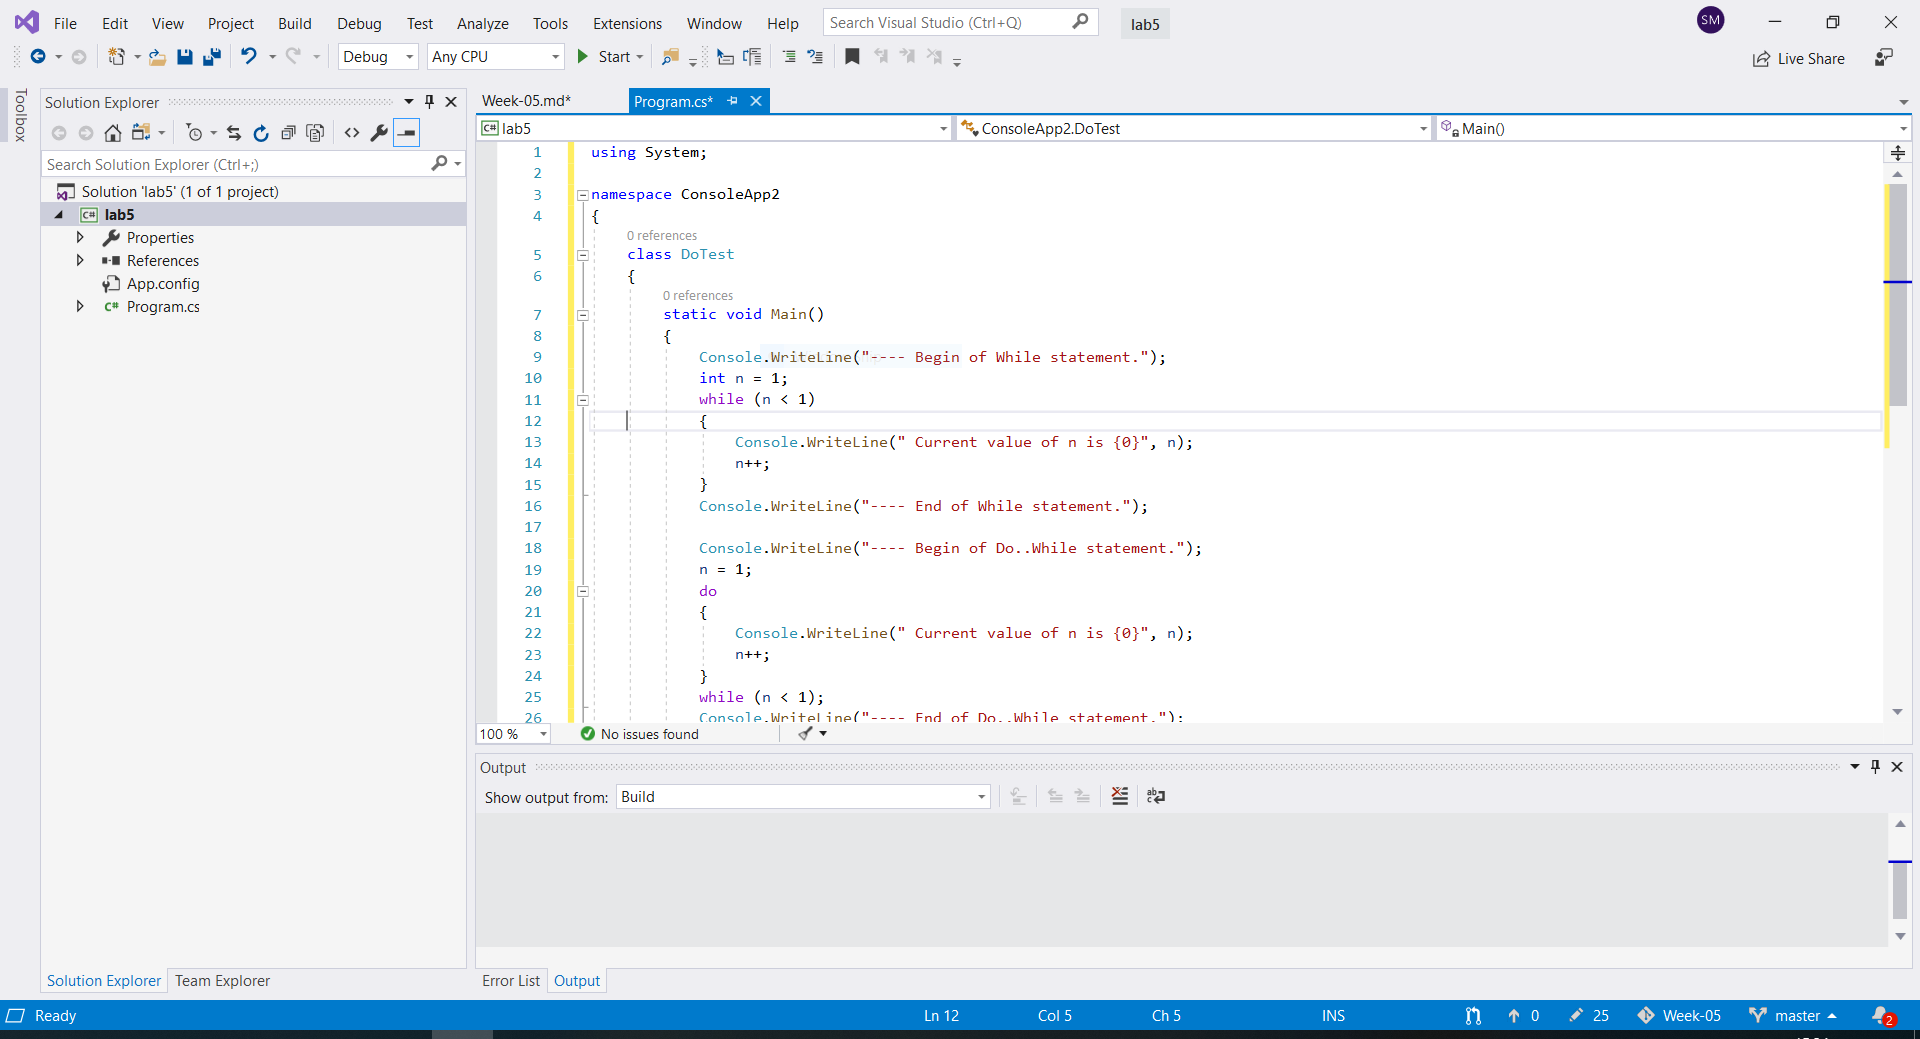 File Edit View Project Build Debug Test Analyze Tools Extensions Window Help Search Visual Studio (Ctrl+Q) lab5 SM
Debug Any CPU Start Live Share
Toolbox
Solution Explorer
Search Solution Explorer (Ctrl+;)
Solution 'lab5' (1 of 1 project)
C# lab5
Properties
References
App.config
C# Program.cs
Solution Explorer Team Explorer
Week-05.md* Program.cs*
C# lab5 ConsoleApp2.DoTest Main()
1 using System;
2
3 namespace ConsoleApp2
4 {
0 references
5 class DoTest
6 {
0 references
7 static void Main()
8 {
9 Console.WriteLine("---- Begin of While statement.");
10 int n = 1;
11 while (n < 1)
12 {
13 Console.WriteLine(" Current value of n is {0}", n);
14 n++;
15 }
16 Console.WriteLine("---- End of While statement.");
17
18 Console.WriteLine("---- Begin of Do..While statement.");
19 n = 1;
20 do
21 {
22 Console.WriteLine(" Current value of n is {0}", n);
23 n++;
24 }
25 while (n < 1);
26 Console.WriteLine("---- End of Do..While statement.");
100 % No issues found
Output
Show output from: Build
Error List Output
Ready Ln 12 Col 5 Ch 5 INS 0 25 Week-05 master 2